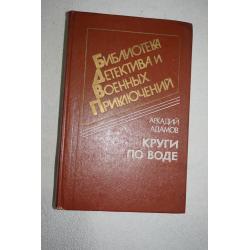 БИБЛИОТЕКА
ДЕТЕКТИВА И
ВОЕННЫХ
ПРИКЛЮЧЕНИЙ
АРКАДИЙ
АДАМОВ
КРУГИ
ПО ВОДЕ